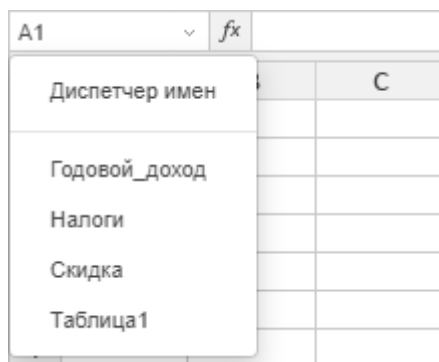 A1 fx
Диспетчер имен
C
Годовой_доход
Налоги
Скидка
Таблица1